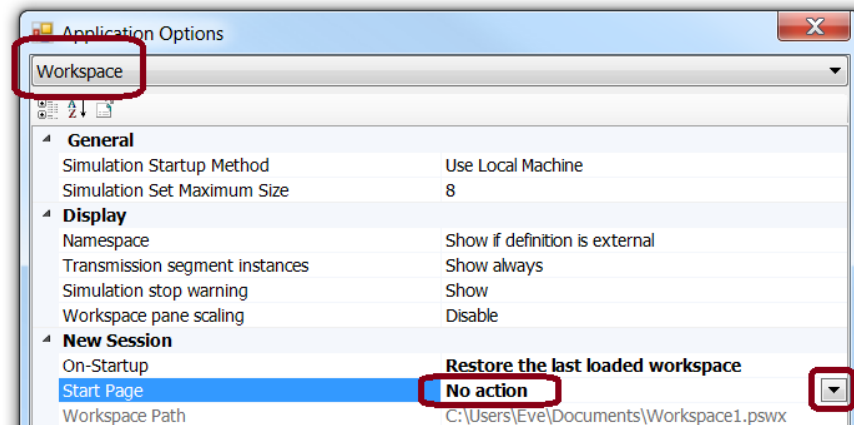 Application Options
Workspace
General
Simulation Startup Method Use Local Machine
Simulation Set Maximum Size 8
Display
Namespace Show if definition is external
Transmission segment instances Show always
Simulation stop warning Show
Workspace pane scaling Disable
New Session
On-Startup Restore the last loaded workspace
Start Page No action
Workspace Path C:\Users\Eve\Documents\Workspace1.pswx